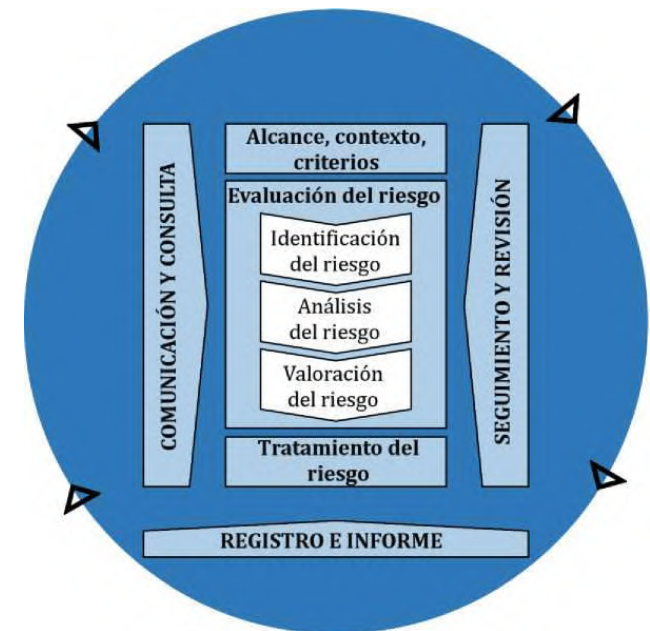 Alcance, contexto,
criterios
Evaluación del riesgo
Identificación
del riesgo
Análisis
del riesgo
Valoración
del riesgo
Tratamiento del
riesgo
COMUNICACIÓN Y CONSULTA
SEGUIMIENTO Y REVISIÓN
REGISTRO E INFORME